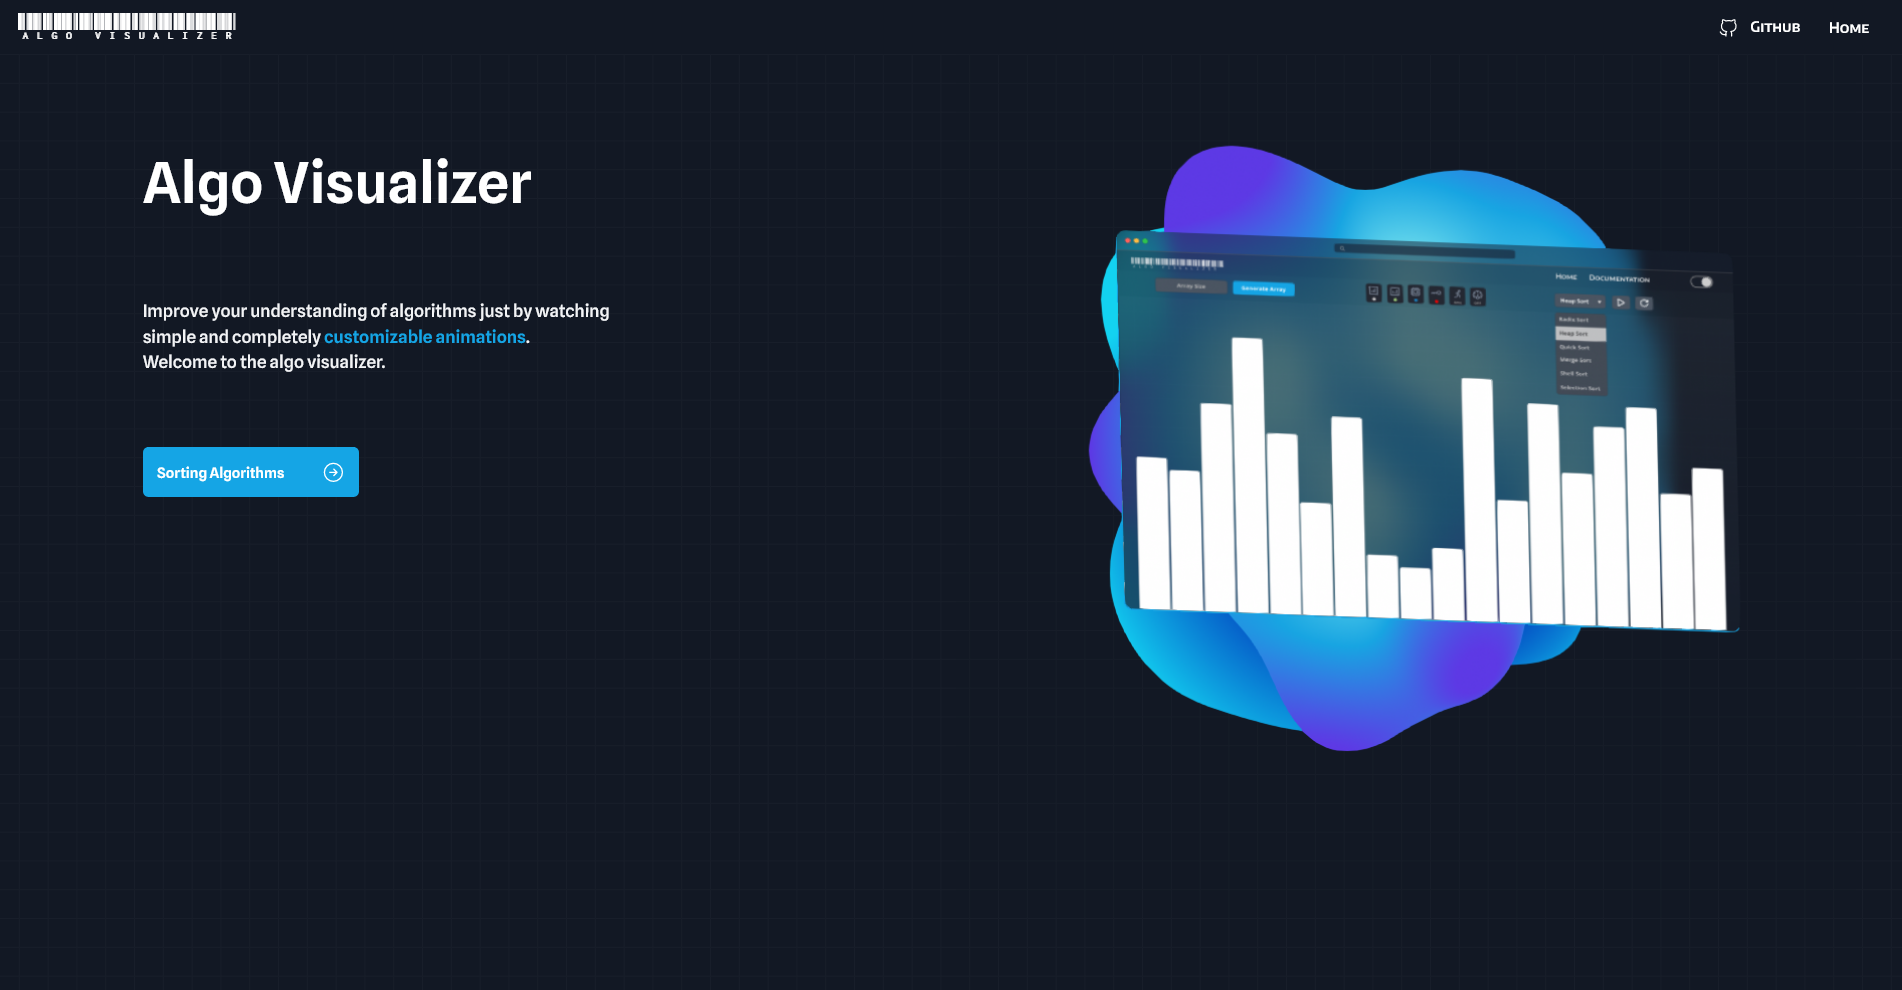 ALGO VISUALIZER
Github
Home
Algo Visualizer
Improve your understanding of algorithms just by watching
simple and completely customizable animations.
Welcome to the algo visualizer.
Sorting Algorithms
Home
Documentation
Array Size
Generate Array
Heap Sort
Radix Sort
Heap Sort
Quick Sort
Merge Sort
Shell Sort
Selection Sort